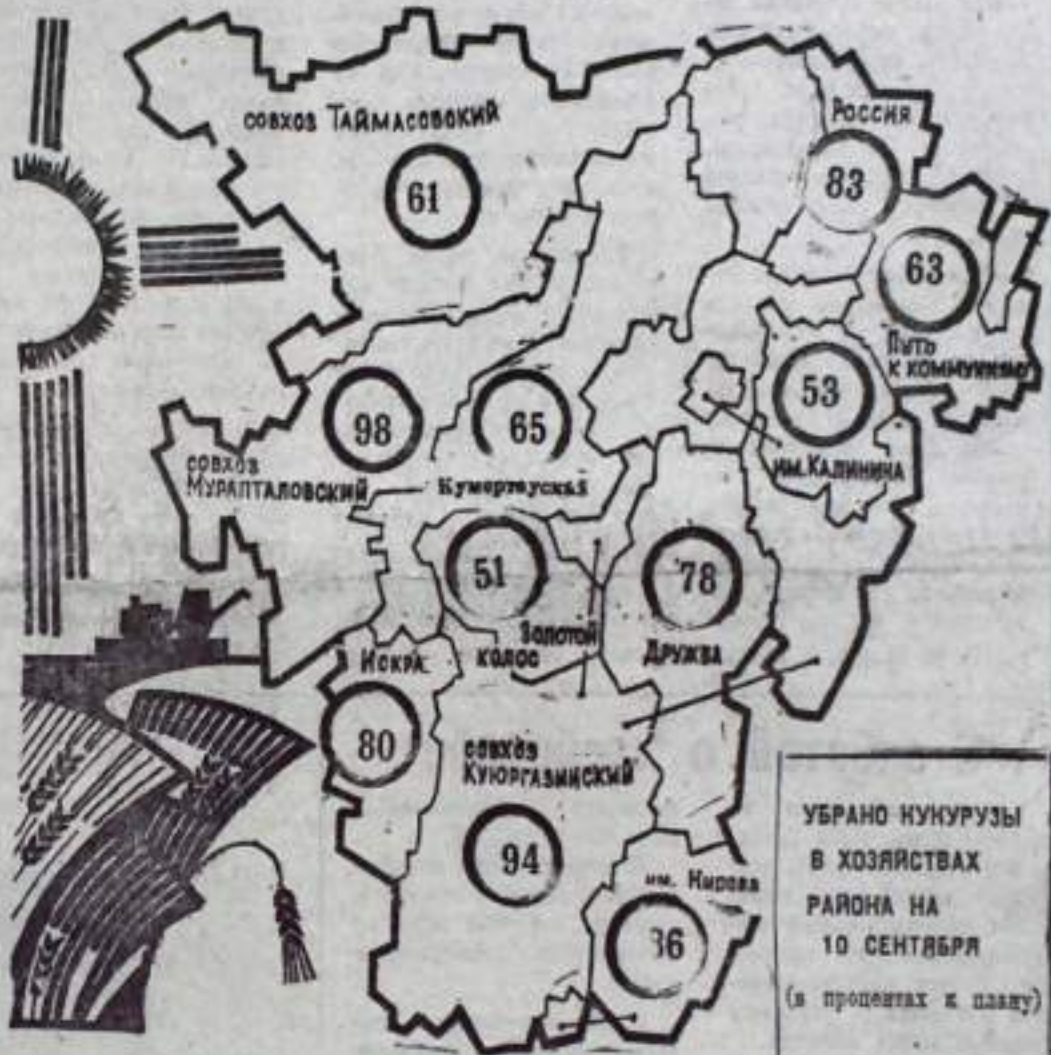 совхоз Таймасовский
61
Россия
83
63
Путь
к коммунизму
53
им. Калинина
98
65
совхоз
Мурапталовский
Кумертауский
51
78
Золотой
колос
Дружба
Искра
80
совхоз
Куюргазинский
94
им. Кирова
УБРАНО КУКУРУЗЫ
В ХОЗЯЙСТВАХ
РАЙОНА НА
10 СЕНТЯБРЯ
(в процентах к плану)